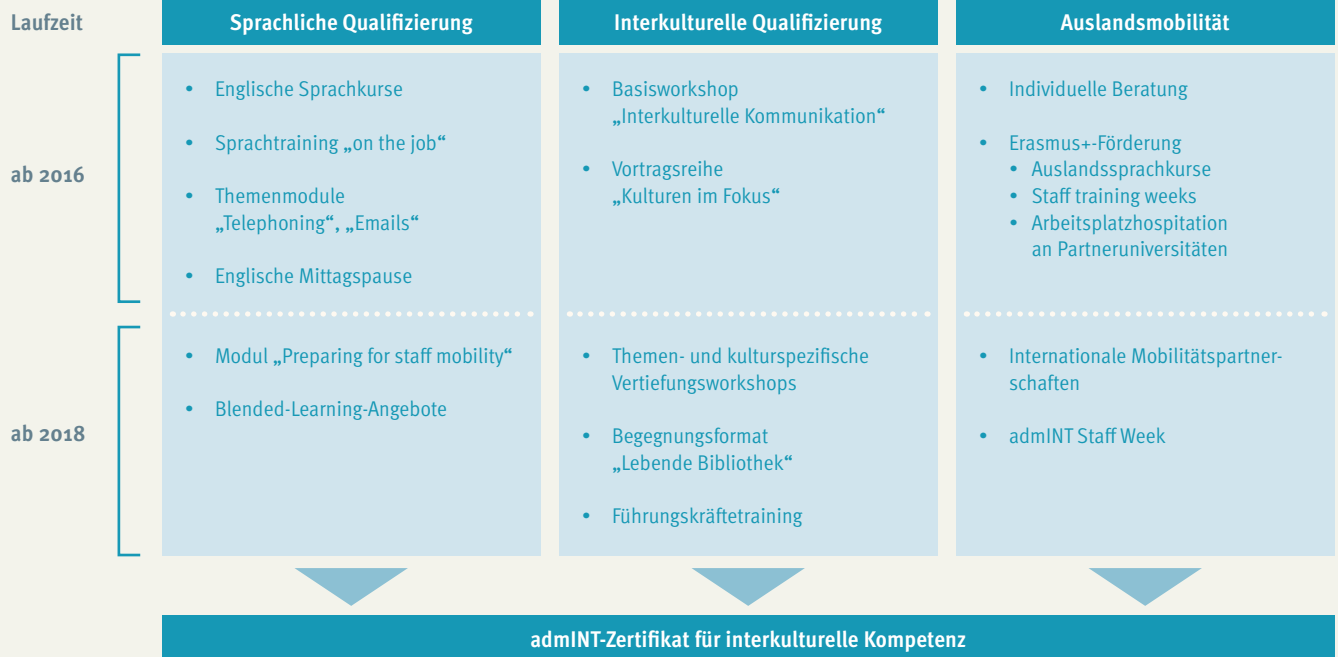 Laufzeit
Sprachliche Qualifizierung
Interkulturelle Qualifizierung
Auslandsmobilität
ab 2016
• Englische Sprachkurse
• Sprachtraining „on the job“
• Themenmodule
„Telephoning“, „Emails“
• Englische Mittagspause
• Basisworkshop
„Interkulturelle Kommunikation“
• Vortragsreihe
„Kulturen im Fokus“
• Individuelle Beratung
• Erasmus+-Förderung
• Auslandssprachkurse
• Staff training weeks
• Arbeitsplatzhospitation
an Partneruniversitäten
ab 2018
• Modul „Preparing for staff mobility“
• Blended-Learning-Angebote
• Themen- und kulturspezifische
Vertiefungsworkshops
• Begegnungsformat
„Lebende Bibliothek“
• Führungskräftetraining
• Internationale Mobilitätspartner-
schaften
• admINT Staff Week
admINT-Zertifikat für interkulturelle Kompetenz